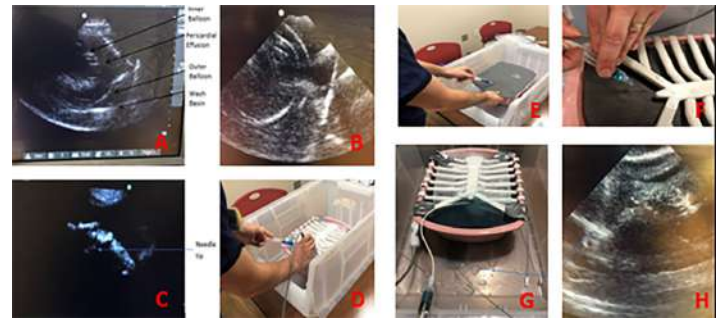 Inner
Balloon
Pericardial
Effusion
Outer
Balloon
Wash
Basin
A
B
E
F
C
Needle
tip
D
G
H